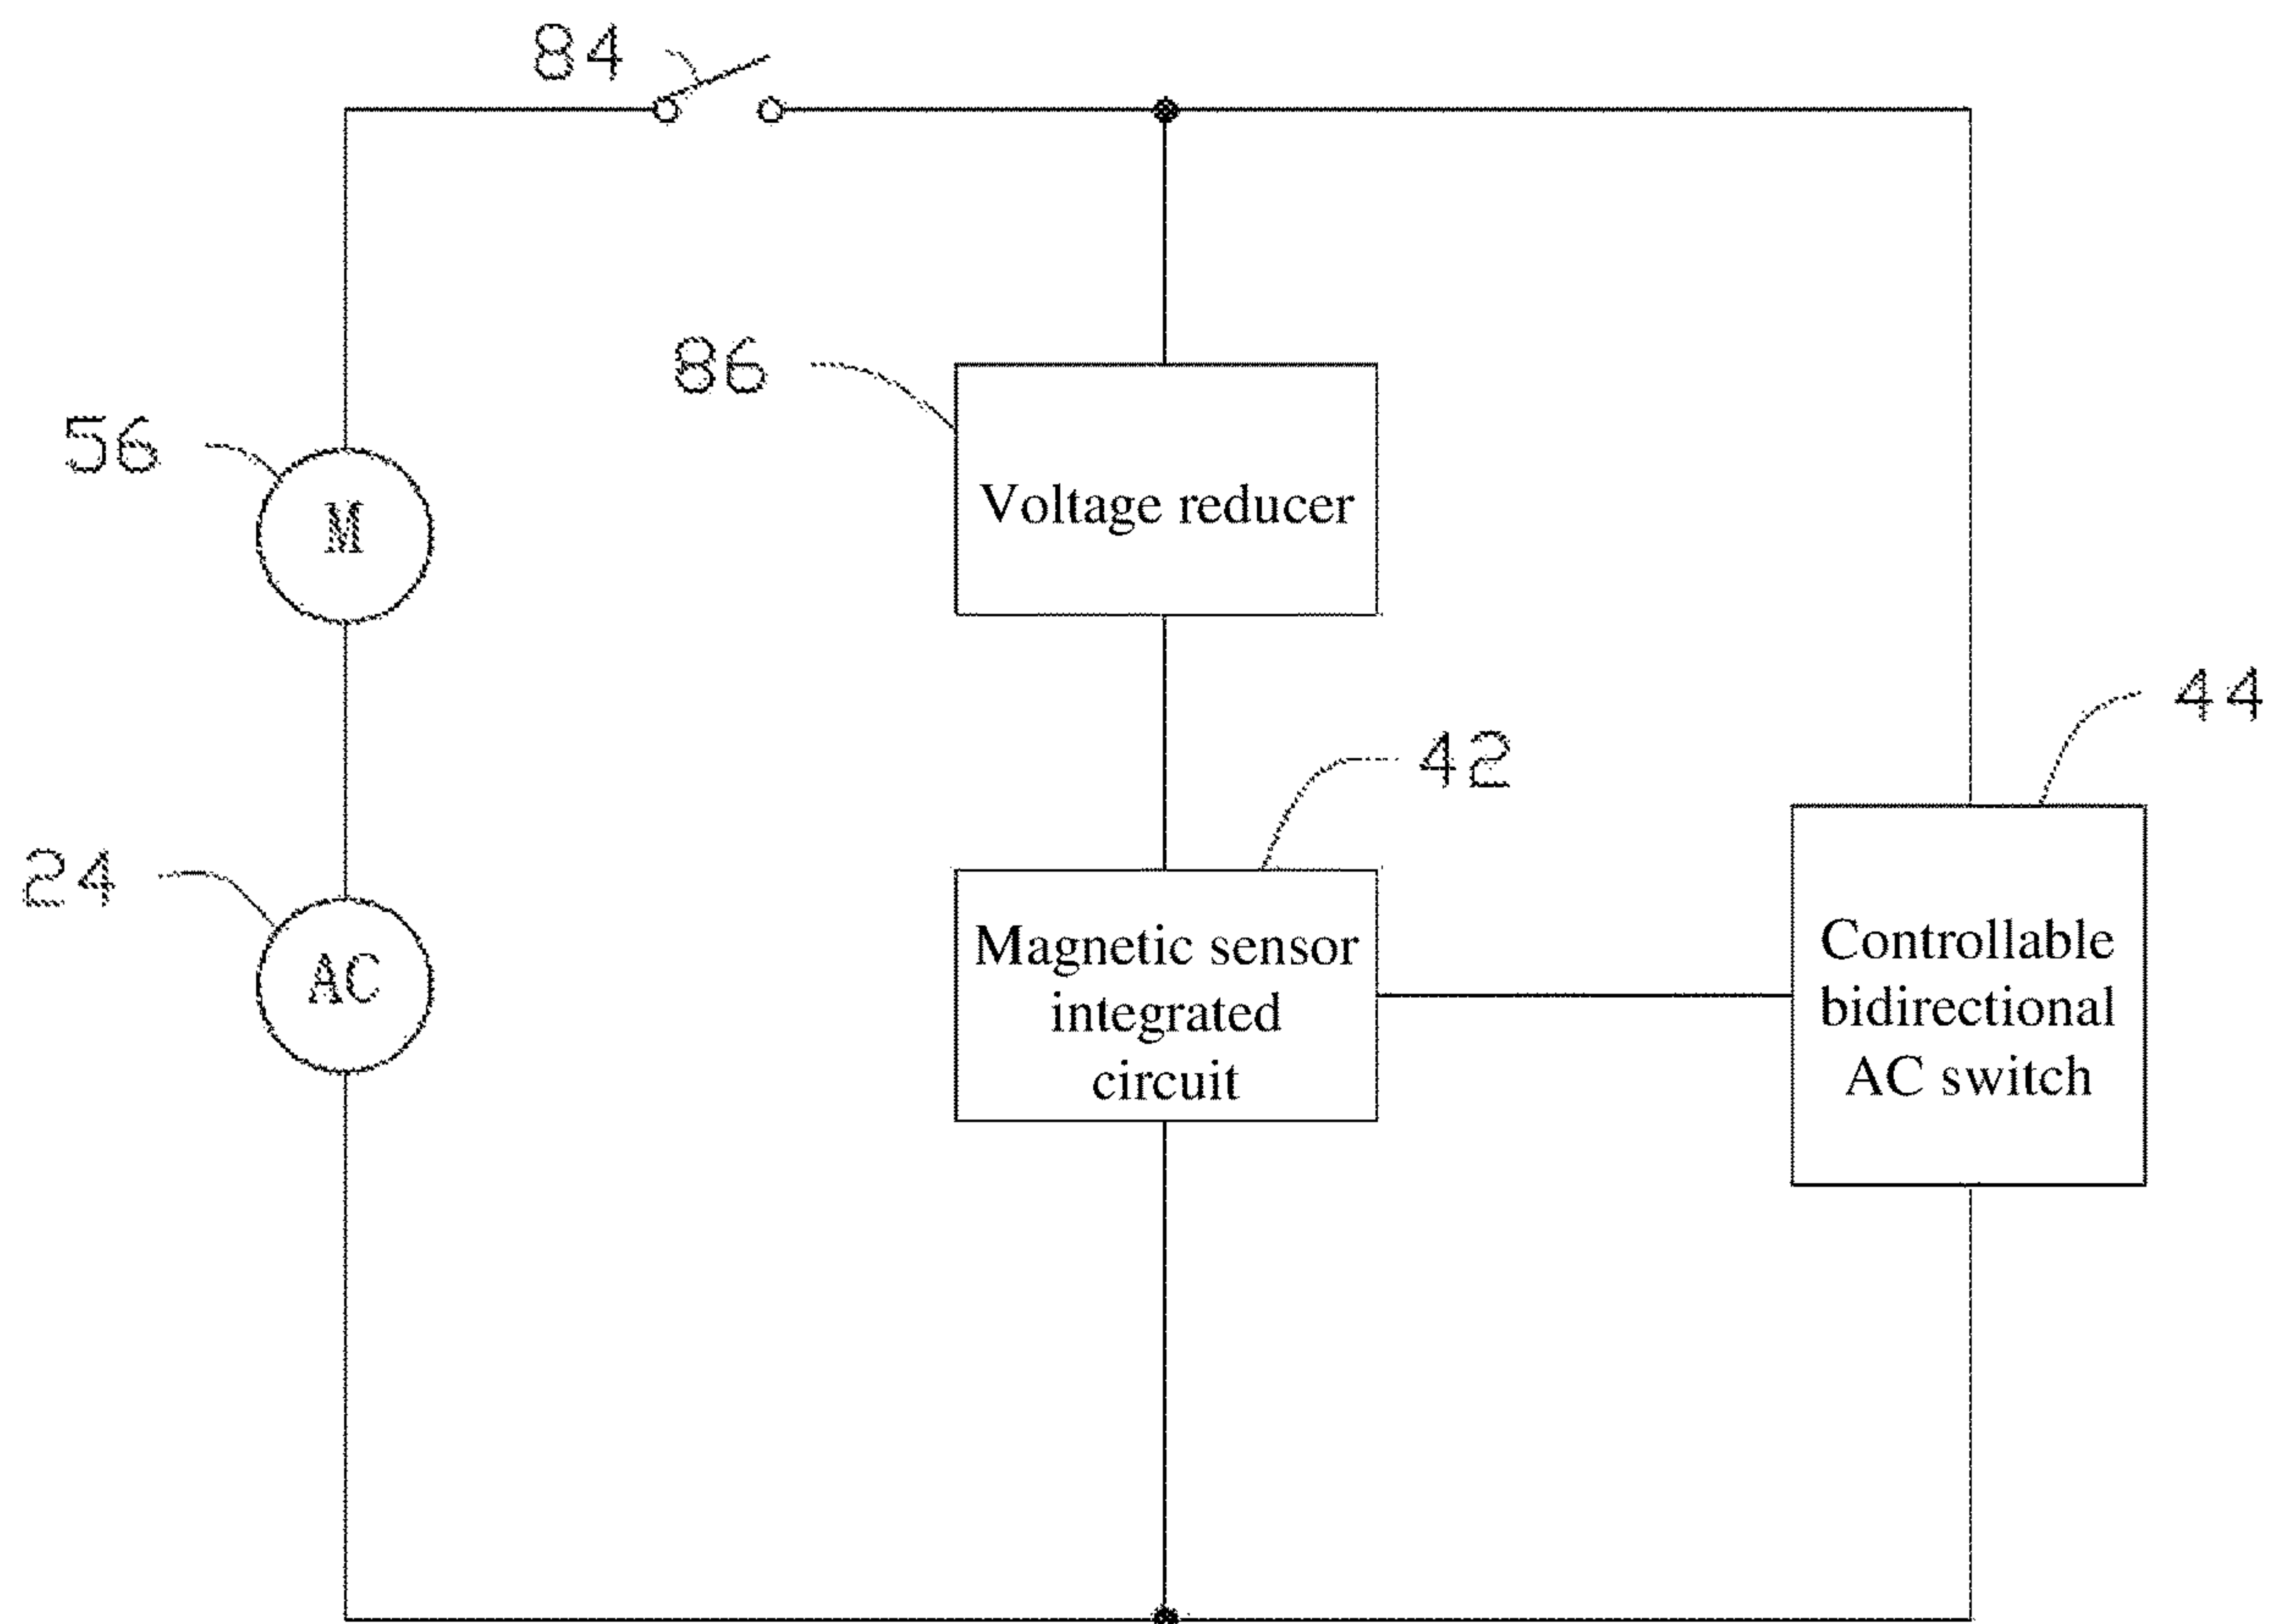 84
86
Voltage reducer
56
M
44
42
24
AC
Magnetic sensor
integrated
circuit
Controllable
bidirectional
AC switch